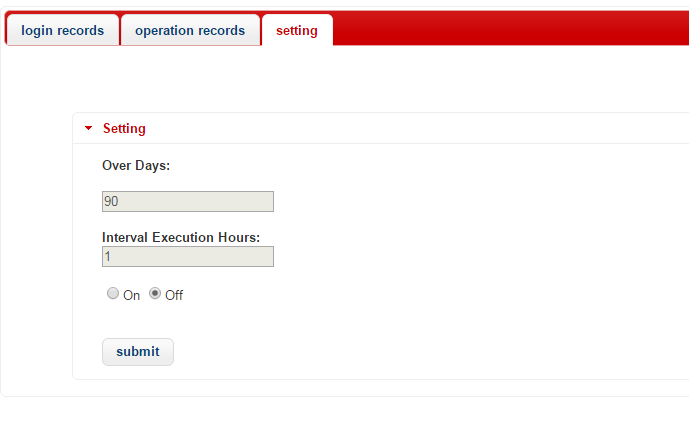 login records operation records setting
Setting
Over Days:
90
Interval Execution Hours:
1
On Off
submit